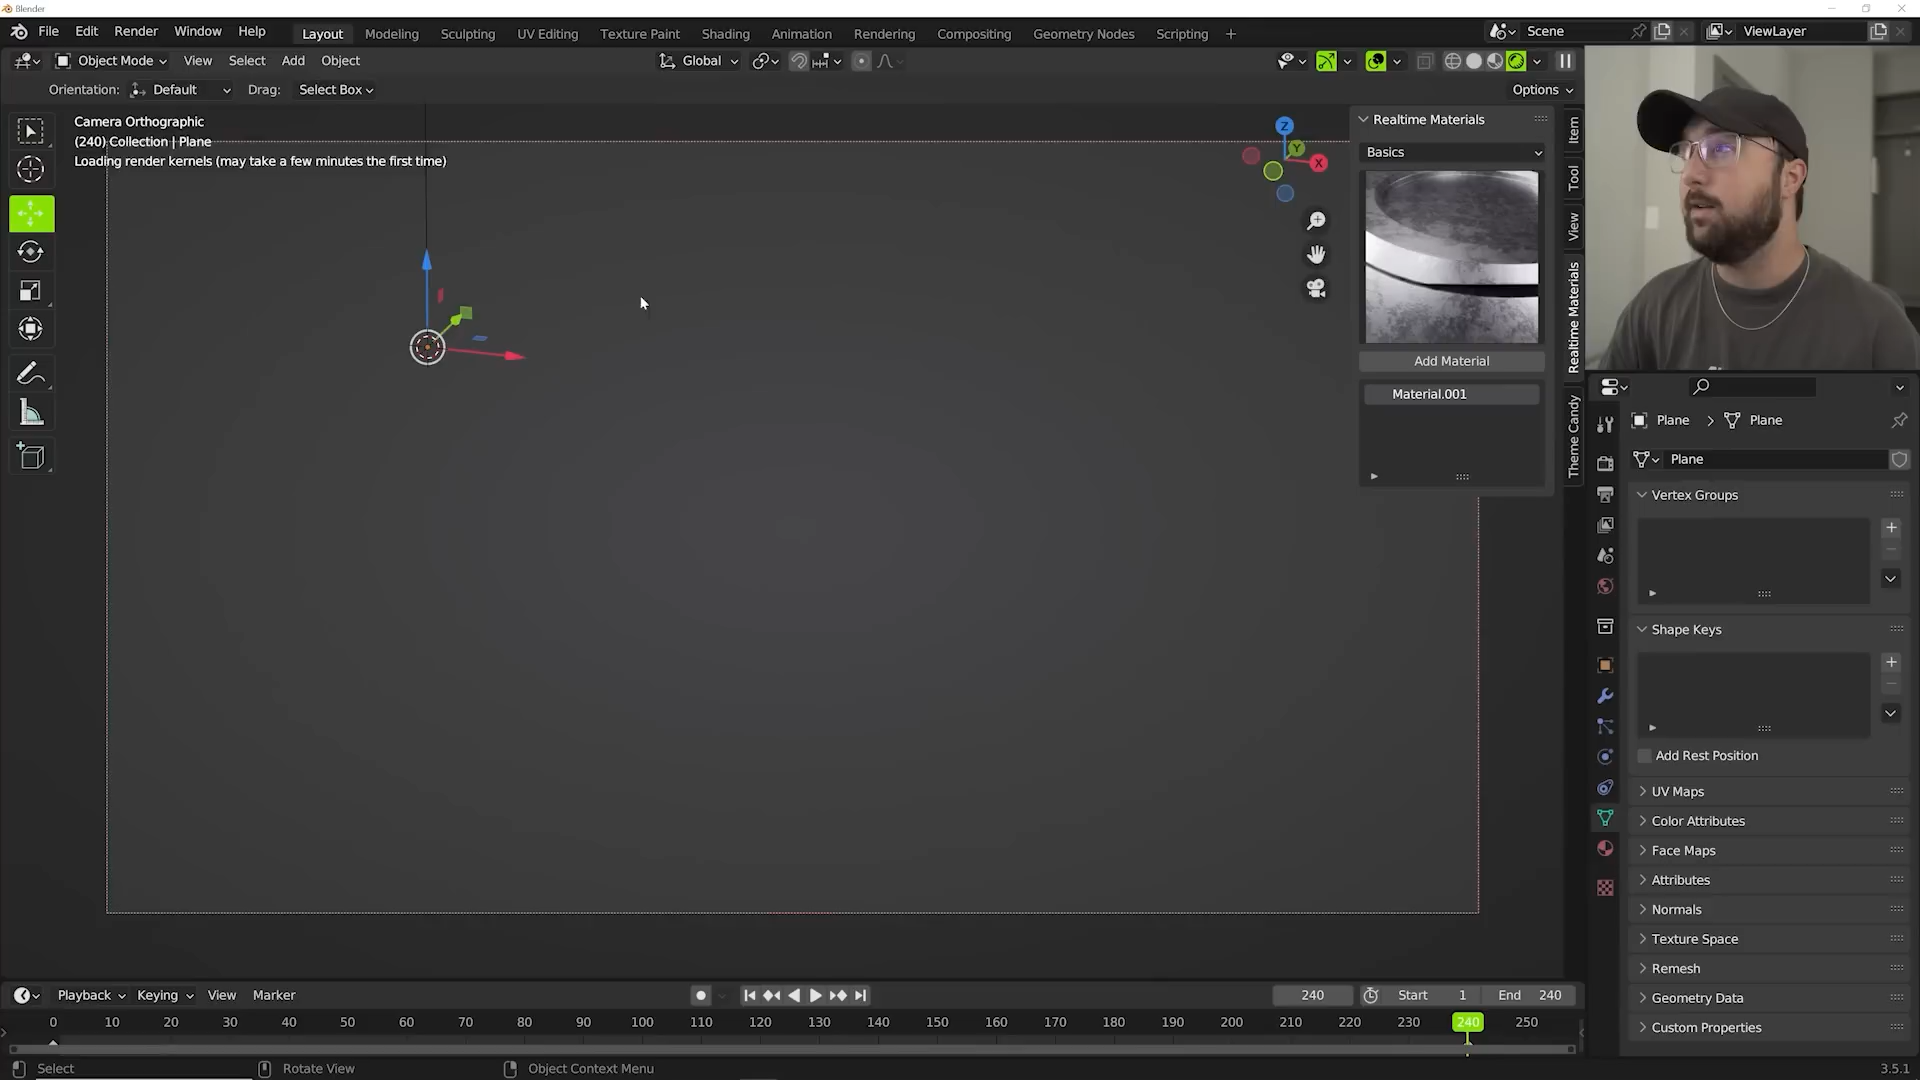 Blender
File Edit Render Window Help Layout Modeling Sculpting UV Editing Texture Paint Shading Animation Rendering Compositing Geometry Nodes Scripting + Scene ViewLayer
Object Mode View Select Add Object Global
Orientation: Default Drag: Select Box Options
Camera Orthographic
(240) Collection | Plane
Loading render kernels (may take a few minutes the first time)
Z
Y
X
Realtime Materials
Basics
Add Material
Material.001
Item
Tool
View
Realtime Materials
Theme Candy
Plane > Plane
Plane
Vertex Groups
Shape Keys
Add Rest Position
UV Maps
Color Attributes
Face Maps
Attributes
Normals
Texture Space
Remesh
Geometry Data
Custom Properties
Playback Keying View Marker 240 Start 1 End 240
0 10 20 30 40 50 60 70 80 90 100 110 120 130 140 150 160 170 180 190 200 210 220 230 240 250
Select Rotate View Object Context Menu 3.5.1